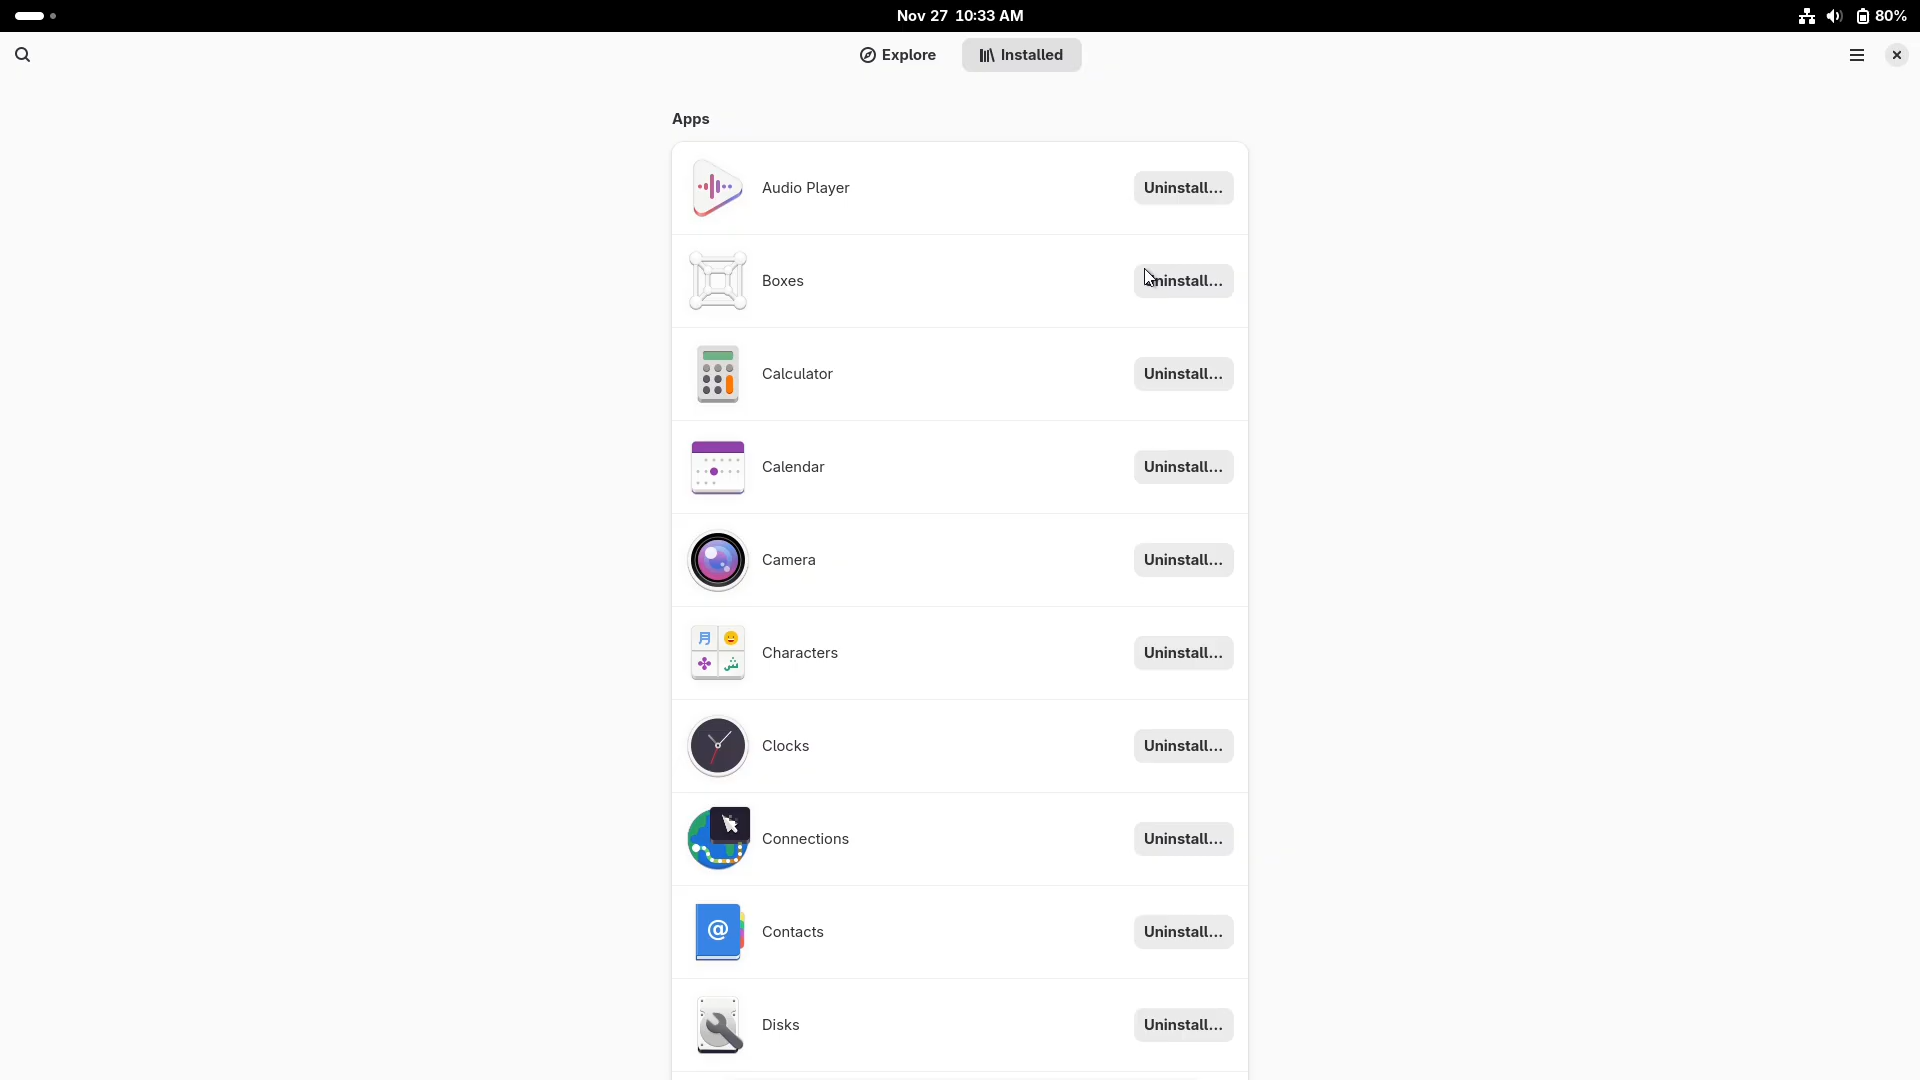 Nov 27 10:33 AM
80%
Explore
Installed
Apps
Audio Player
Uninstall...
Boxes
Uninstall...
Calculator
Uninstall...
Calendar
Uninstall...
Camera
Uninstall...
月
ش
Characters
Uninstall...
Clocks
Uninstall...
Connections
Uninstall...
@
Contacts
Uninstall...
Disks
Uninstall...